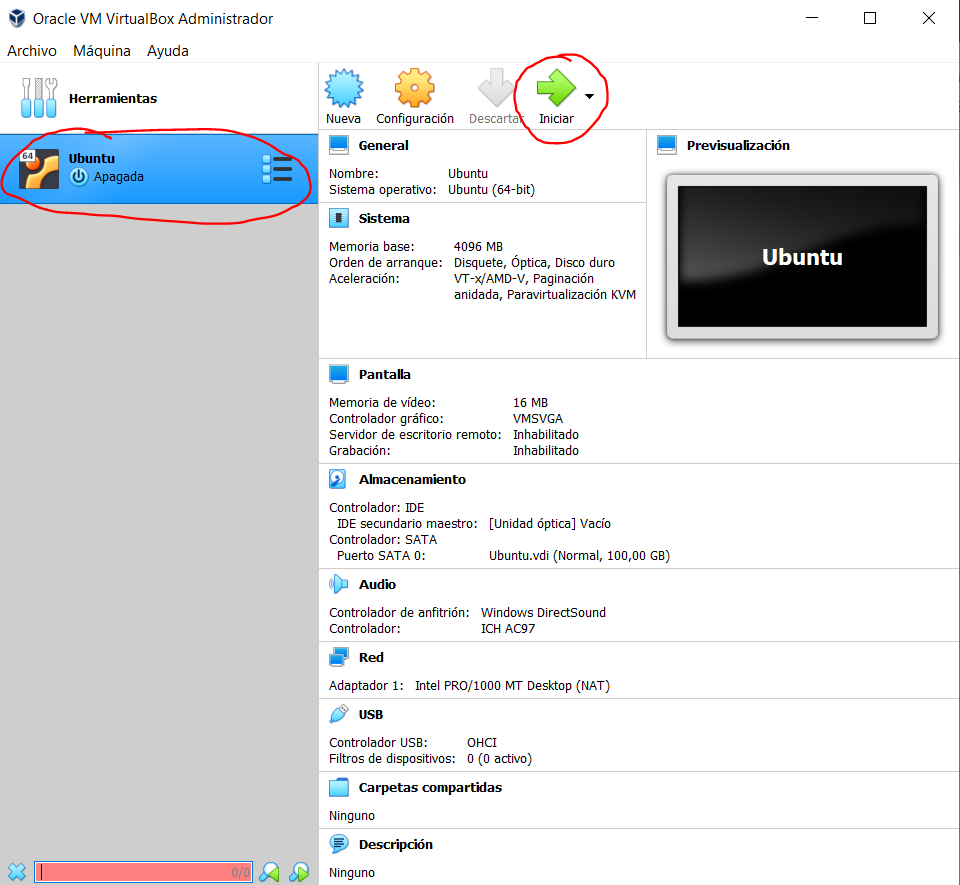 Oracle VM VirtualBox Administrador
Archivo Máquina Ayuda
Herramientas
64
Ubuntu
Apagada
Nueva Configuración Descartar Iniciar
General
Nombre: Ubuntu
Sistema operativo: Ubuntu (64-bit)
Previsualización
Ubuntu
Sistema
Memoria base: 4096 MB
Orden de arranque: Disquete, Óptica, Disco duro
Aceleración: VT-x/AMD-V, Paginación
anidada, Paravirtualización KVM
Pantalla
Memoria de vídeo: 16 MB
Controlador gráfico: VMSVGA
Servidor de escritorio remoto: Inhabilitado
Grabación: Inhabilitado
Almacenamiento
Controlador: IDE
IDE secundario maestro: [Unidad óptica] Vacío
Controlador: SATA
Puerto SATA 0: Ubuntu.vdi (Normal, 100,00 GB)
Audio
Controlador de anfitrión: Windows DirectSound
Controlador: ICH AC97
Red
Adaptador 1: Intel PRO/1000 MT Desktop (NAT)
USB
Controlador USB: OHCI
Filtros de dispositivos: 0 (0 activo)
Carpetas compartidas
Ninguno
Descripción
Ninguno
0/0